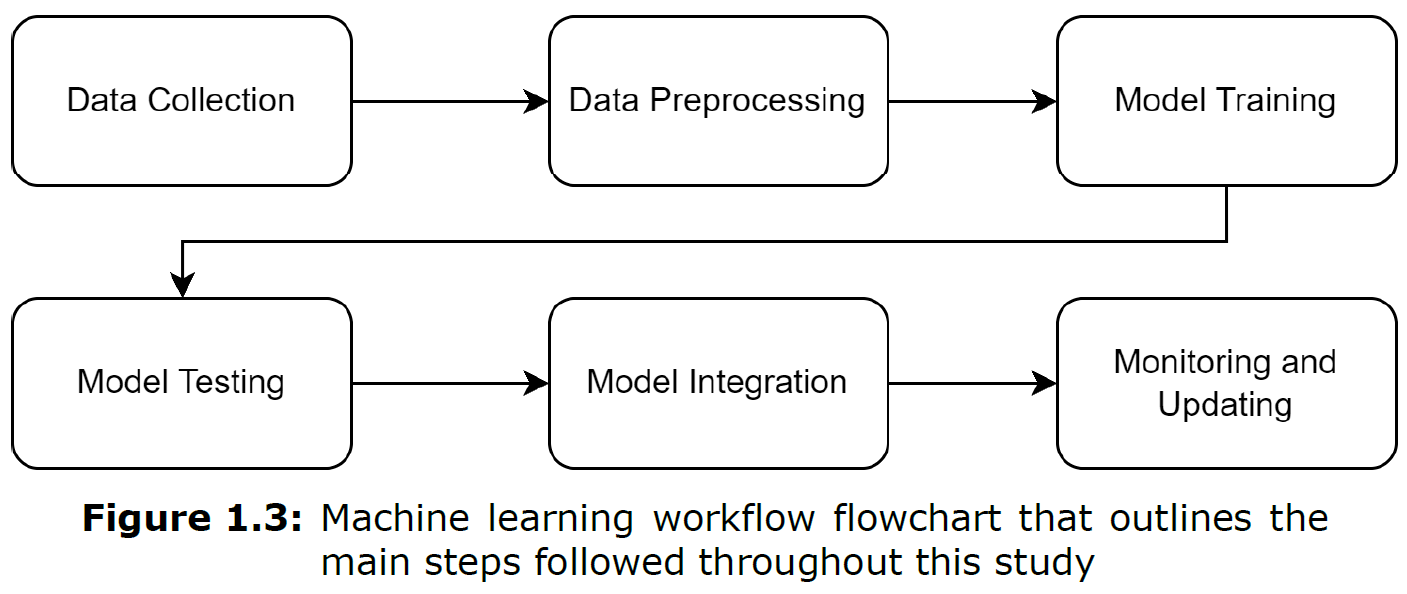 Data Collection
Data Preprocessing
Model Training
Model Testing
Model Integration
Monitoring and
Updating
Figure 1.3: Machine learning workflow flowchart that outlines the
main steps followed throughout this study